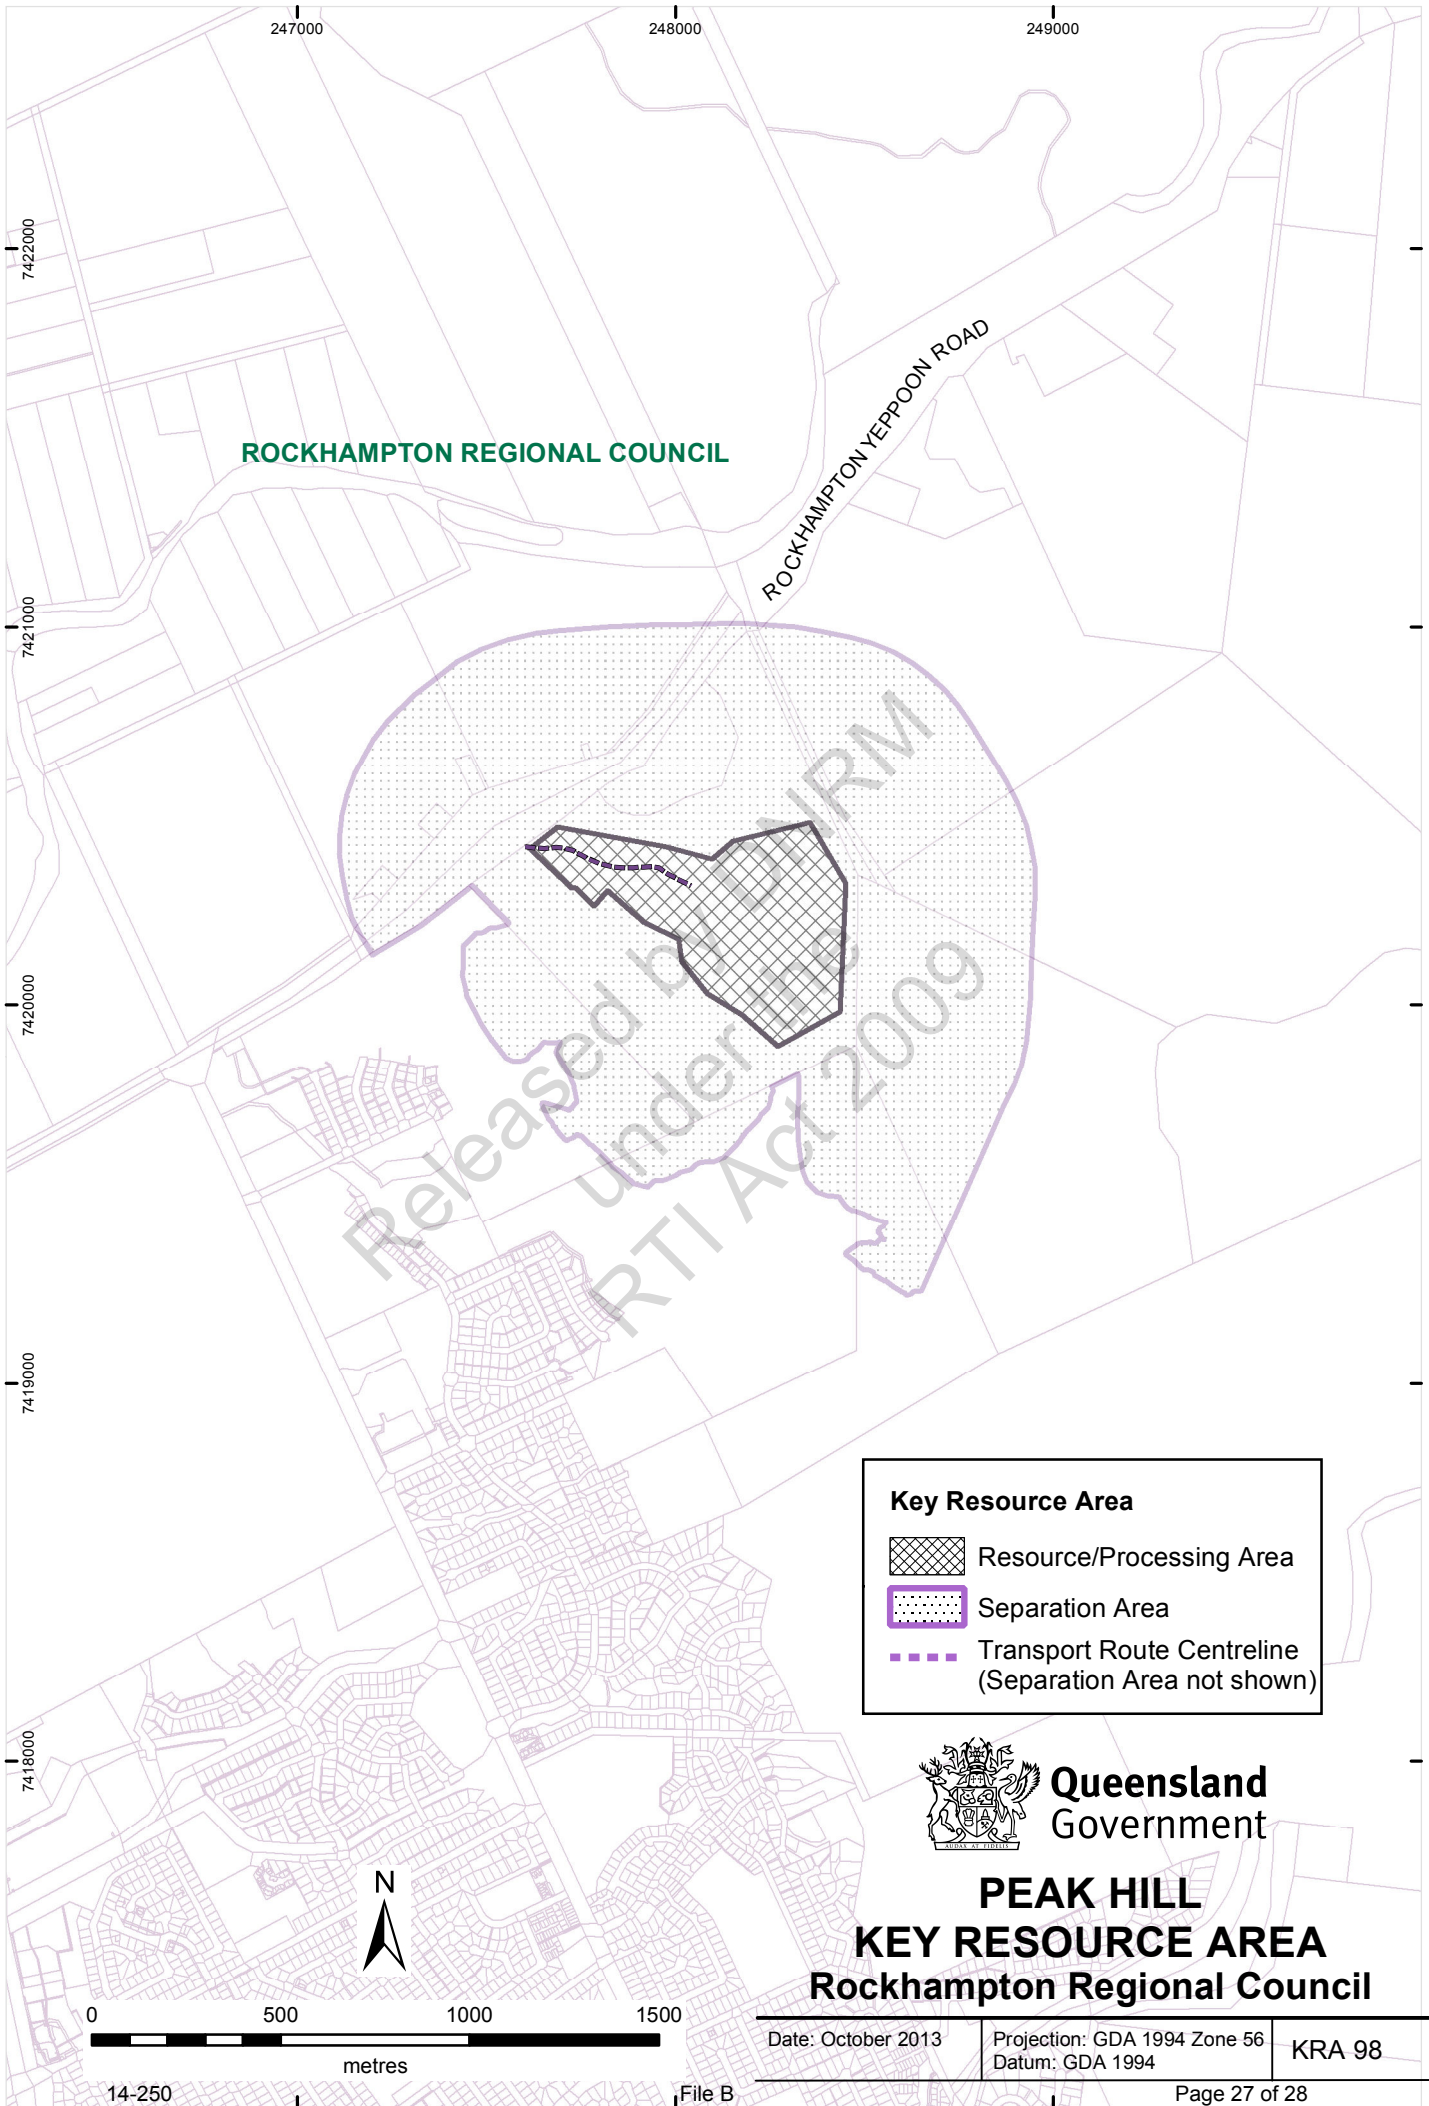 247000
248000
249000
7422000
7421000
7420000
7419000
7418000
ROCKHAMPTON REGIONAL COUNCIL
ROCKHAMPTON YEPPOON ROAD
Released by DNRM
under the
RTI Act 2009
Key Resource Area
Resource/Processing Area
Separation Area
Transport Route Centreline
(Separation Area not shown)
AUDAX AT FIDELIS
Queensland
Government
PEAK HILL
KEY RESOURCE AREA
Rockhampton Regional Council
N
0 500 1000 1500
metres
Date: October 2013
Projection: GDA 1994 Zone 56
Datum: GDA 1994
KRA 98
14-250
File B
Page 27 of 28